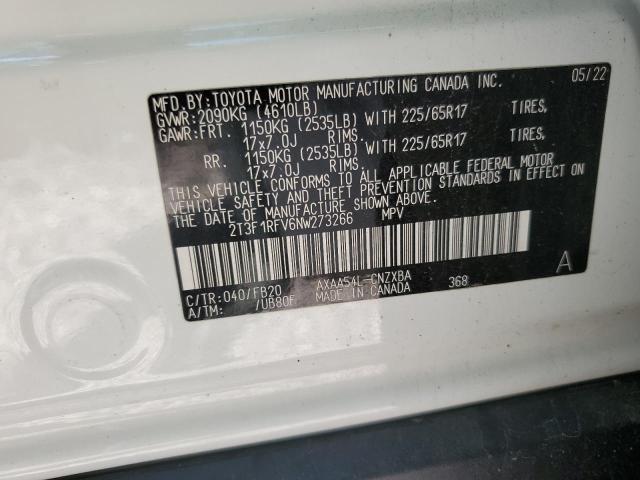 MFD.BY:TOYOTA MOTOR MANUFACTURING CANADA INC. 05/22
GVWR:2090KG (4610LB)
GAWR:FRT. 1150KG (2535LB) WITH 225/65R17 TIRES,
17x7.0J RIMS.
RR. 1150KG (2535LB) WITH 225/65R17 TIRES,
17x7.0J RIMS.
THIS VEHICLE CONFORMS TO ALL APPLICABLE FEDERAL MOTOR
VEHICLE SAFETY AND THEFT PREVENTION STANDARDS IN EFFECT ON
THE DATE OF MANUFACTURE SHOWN ABOVE.
2T3F1RFV6NW273266 MPV
C/TR:040/FB20 AXAA54L-CNZXBA 368 A
A/TM: /UB80F MADE IN CANADA